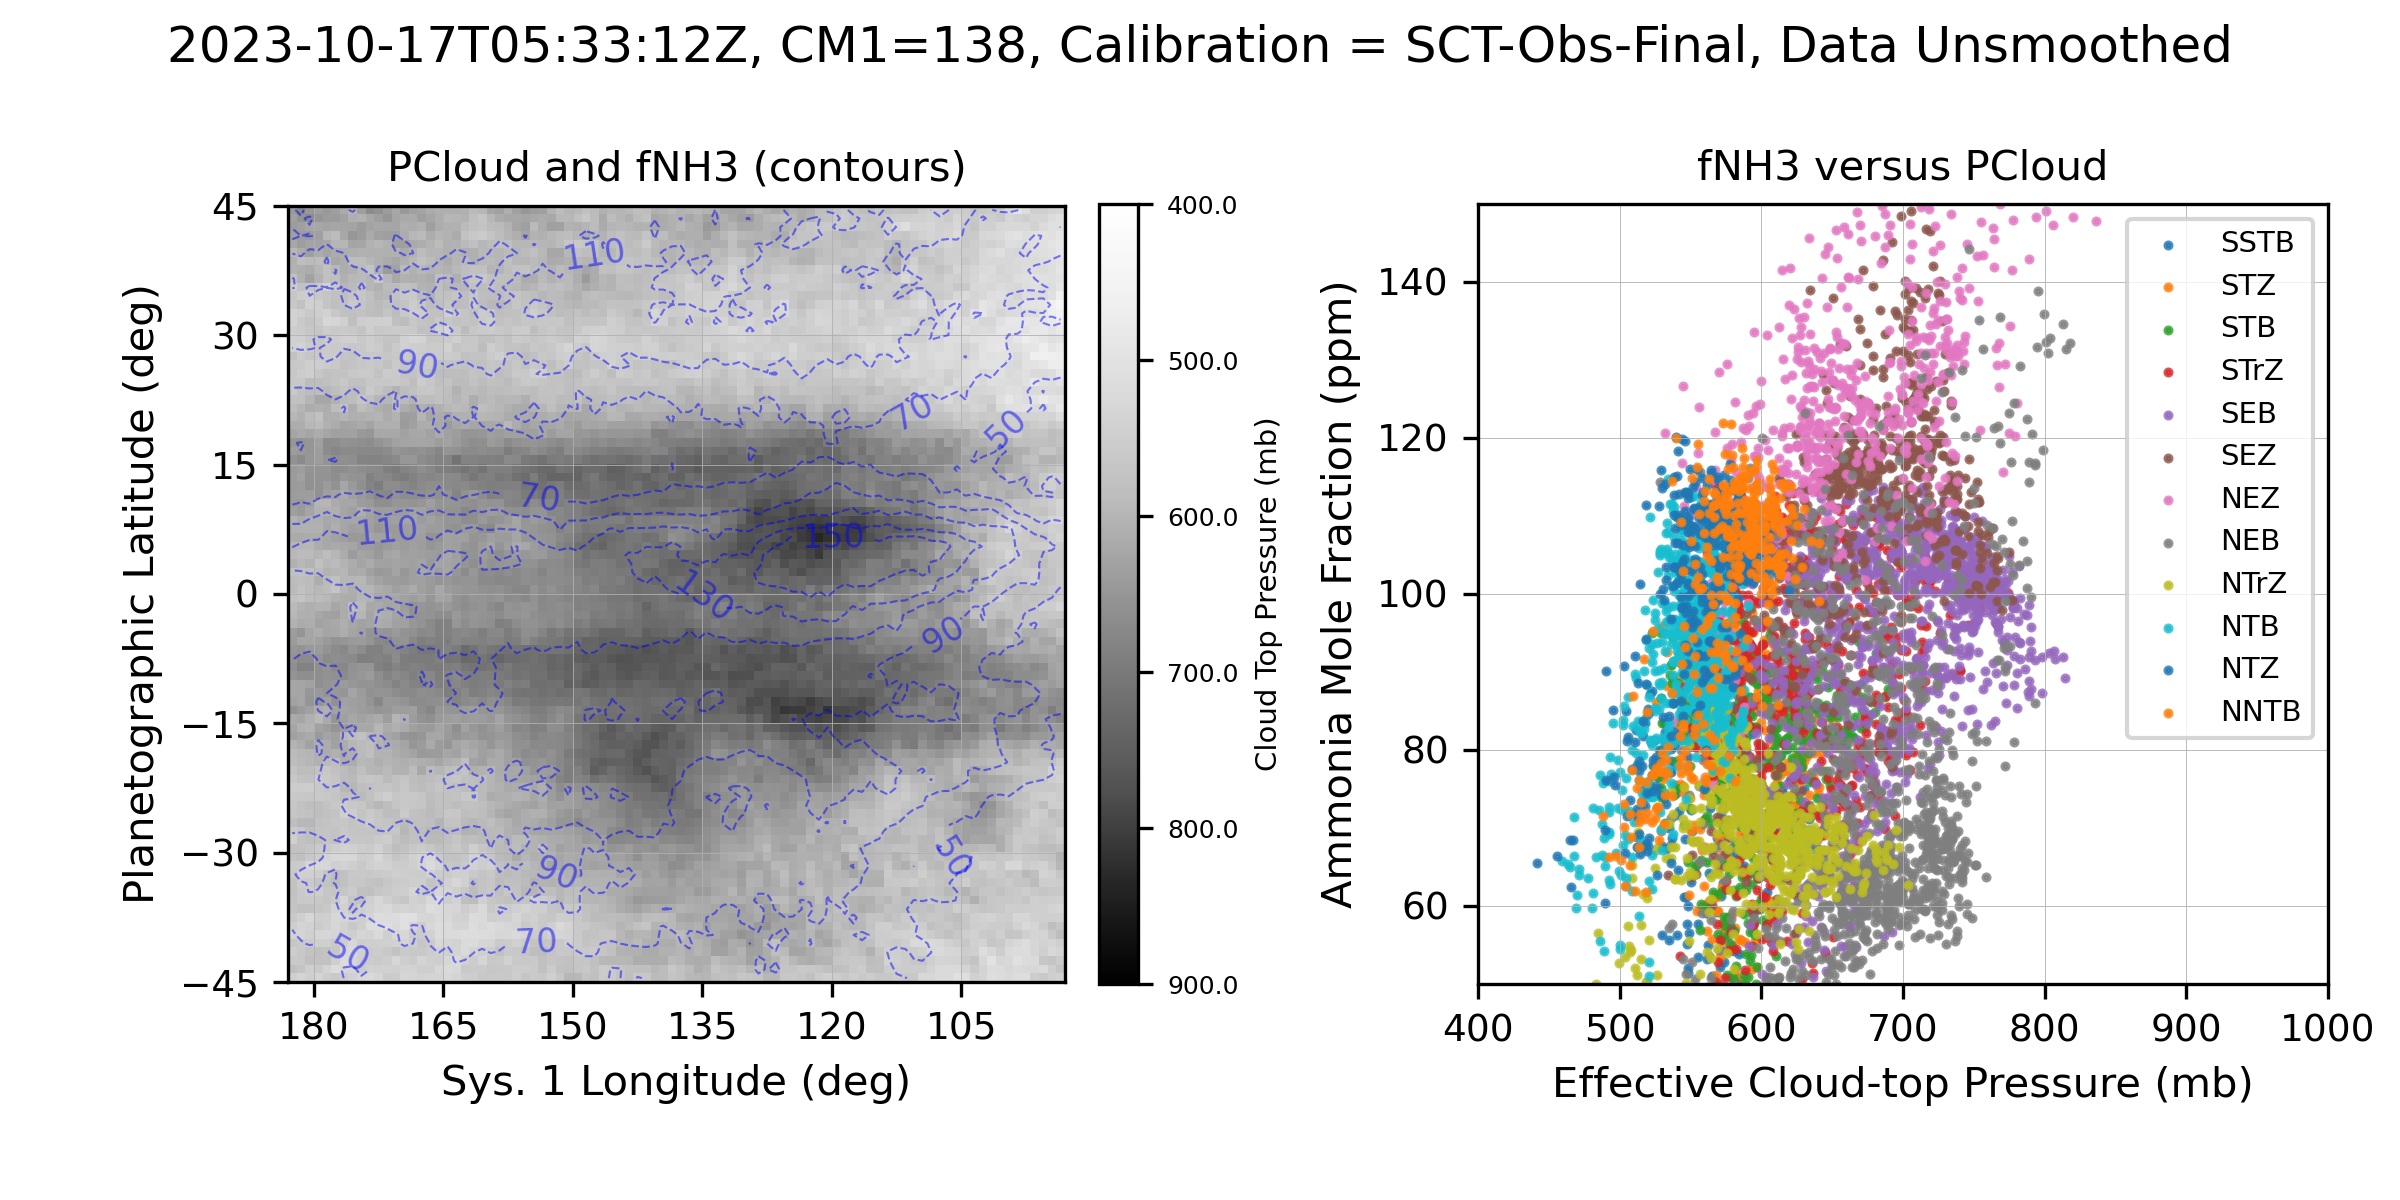 2023-10-17T05:33:12Z, CM1=138, Calibration = SCT-Obs-Final, Data Unsmoothed
PCloud and fNH3 (contours)
45
30
15
0
−15
−30
−45
Planetographic Latitude (deg)
180
165
150
135
120
105
Sys. 1 Longitude (deg)
110
90
70
50
70
110
150
130
90
90
50
70
50
400.0
500.0
600.0
700.0
800.0
900.0
Cloud Top Pressure (mb)
fNH3 versus PCloud
140
120
100
80
60
Ammonia Mole Fraction (ppm)
400
500
600
700
800
900
1000
Effective Cloud-top Pressure (mb)
SSTB
STZ
STB
STrZ
SEB
SEZ
NEZ
NEB
NTrZ
NTB
NTZ
NNTB